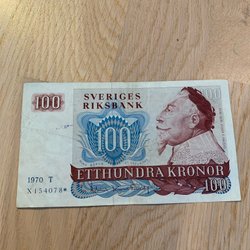 100
SVERIGES
RIKSBANK
100
1970 T
X154078*
ETTHUNDRA KRONOR
100